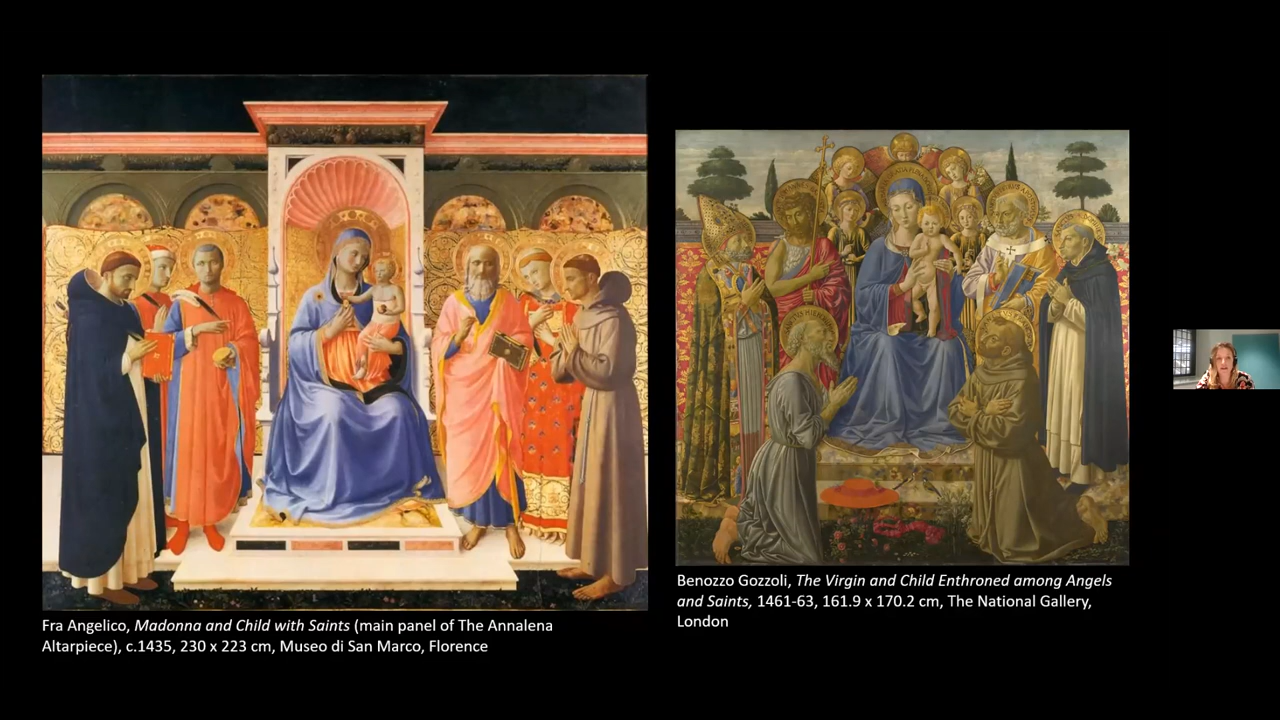 Fra Angelico, Madonna and Child with Saints (main panel of The Annalena
Altarpiece), c.1435, 230 x 223 cm, Museo di San Marco, Florence
Benozzo Gozzoli, The Virgin and Child Enthroned among Angels
and Saints, 1461-63, 161.9 x 170.2 cm, The National Gallery,
London